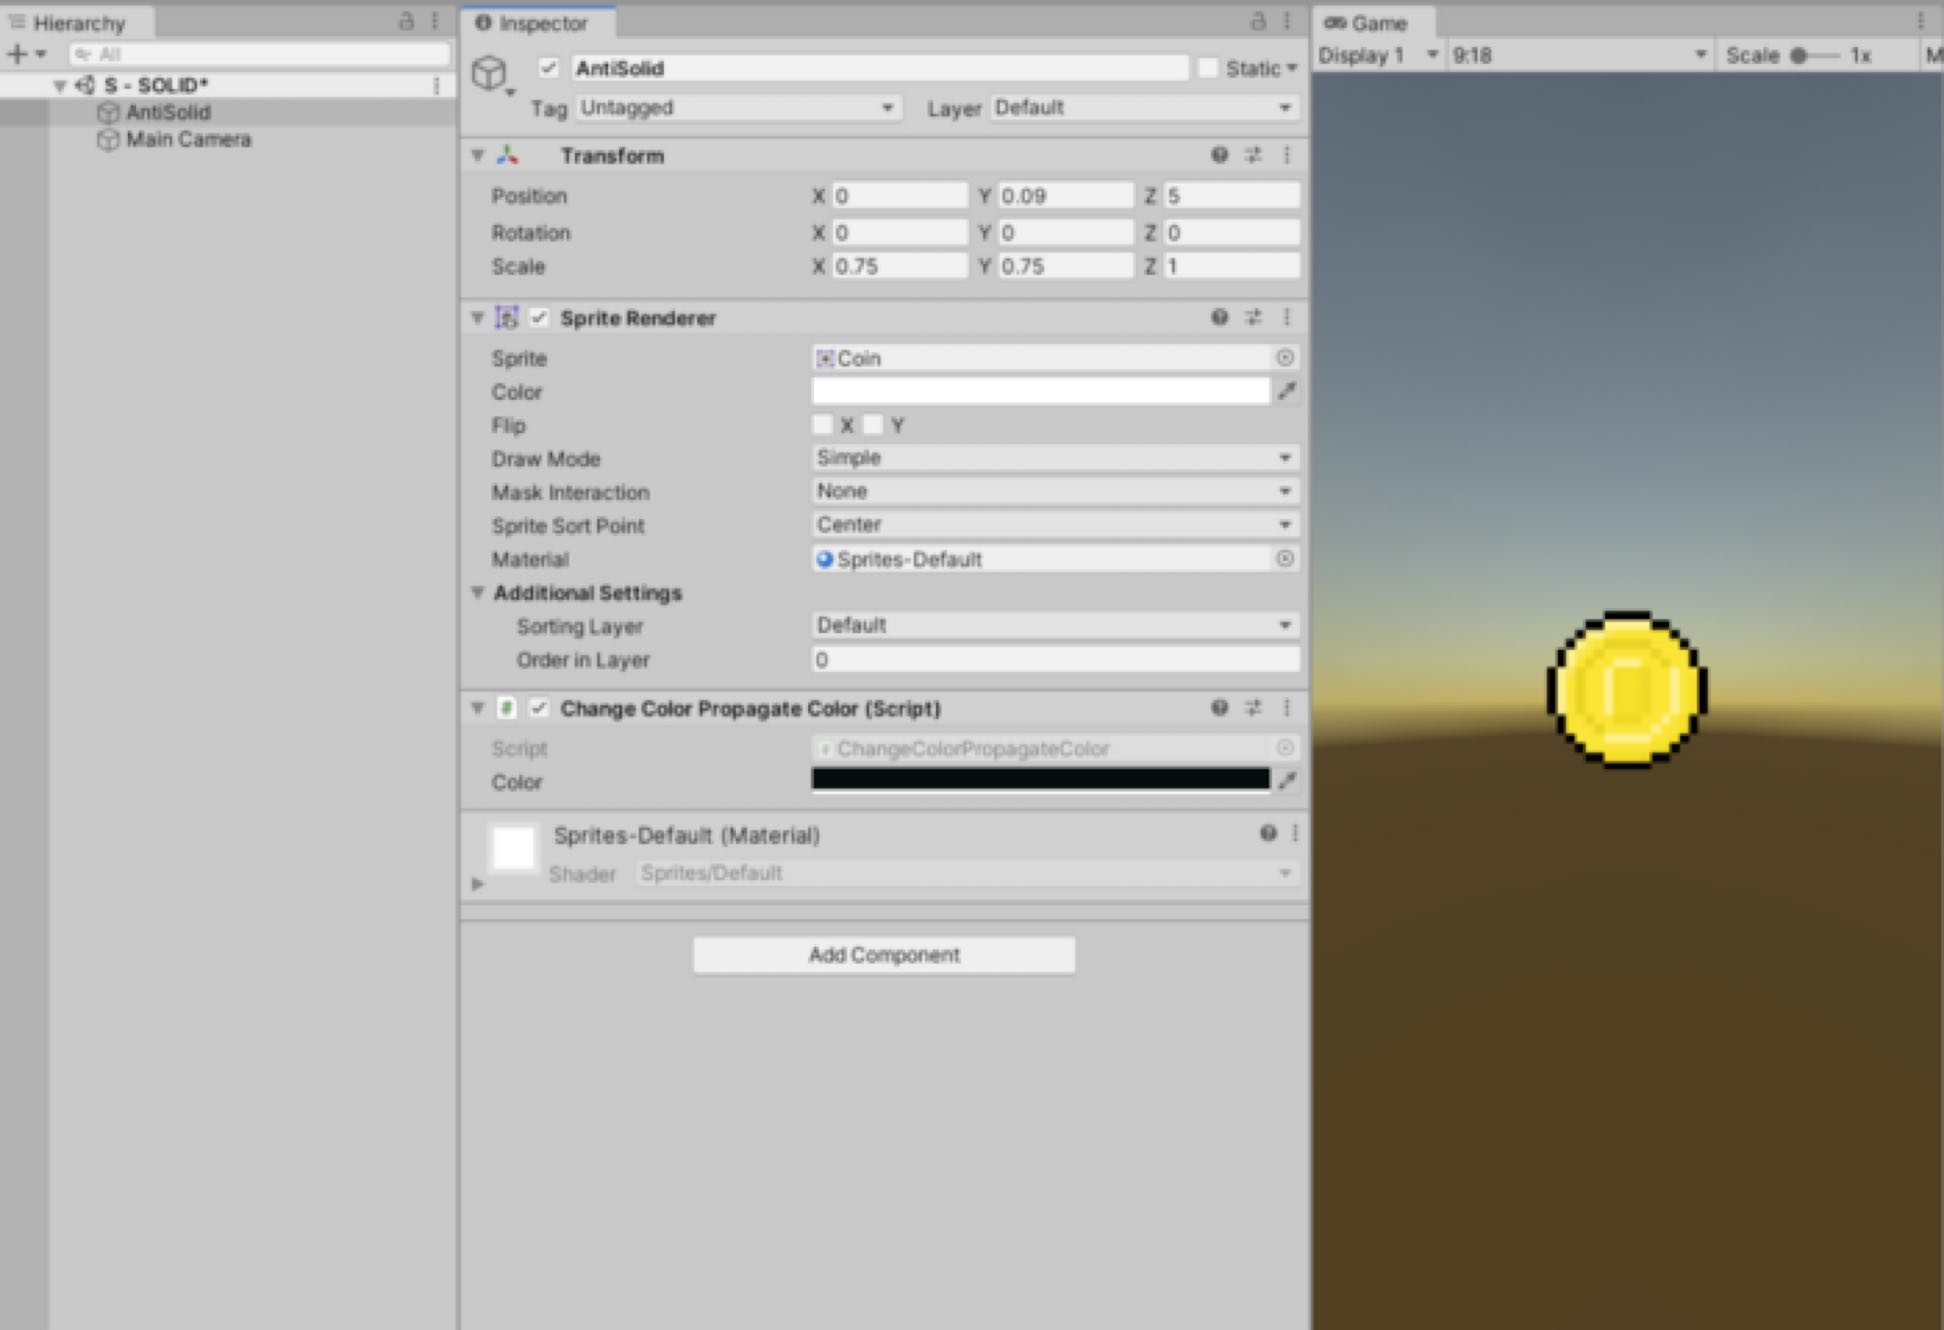 Hierarchy
All
S - SOLID*
AntiSolid
Main Camera
Inspector
AntiSolid
Static
Tag Untagged Layer Default
Transform
Position X 0 Y 0.09 Z 5
Rotation X 0 Y 0 Z 0
Scale X 0.75 Y 0.75 Z 1
Sprite Renderer
Sprite Coin
Color
Flip X Y
Draw Mode Simple
Mask Interaction None
Sprite Sort Point Center
Material Sprites-Default
Additional Settings
Sorting Layer Default
Order in Layer 0
# Change Color Propagate Color (Script)
Script # ChangeColorPropagateColor
Color
Sprites-Default (Material)
Shader Sprites/Default
Add Component
Game
Display 1 9:18 Scale 1x M